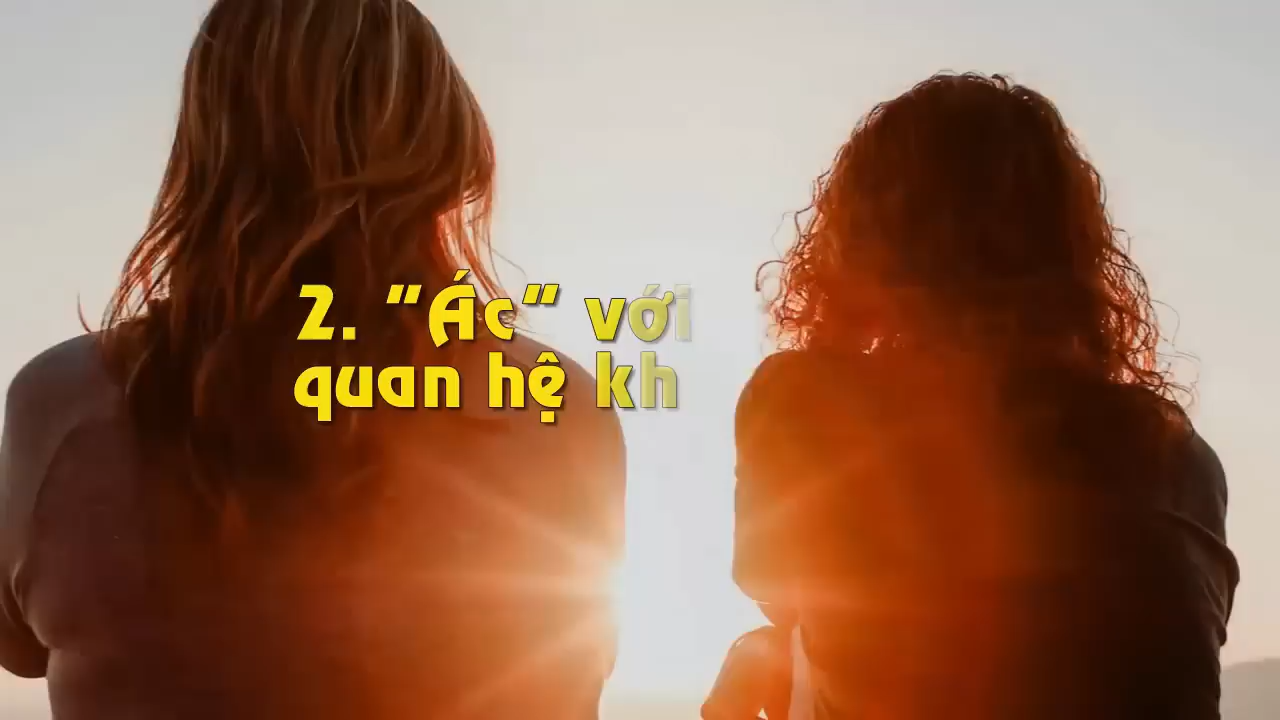 2. "Ác" với
quan hệ kh